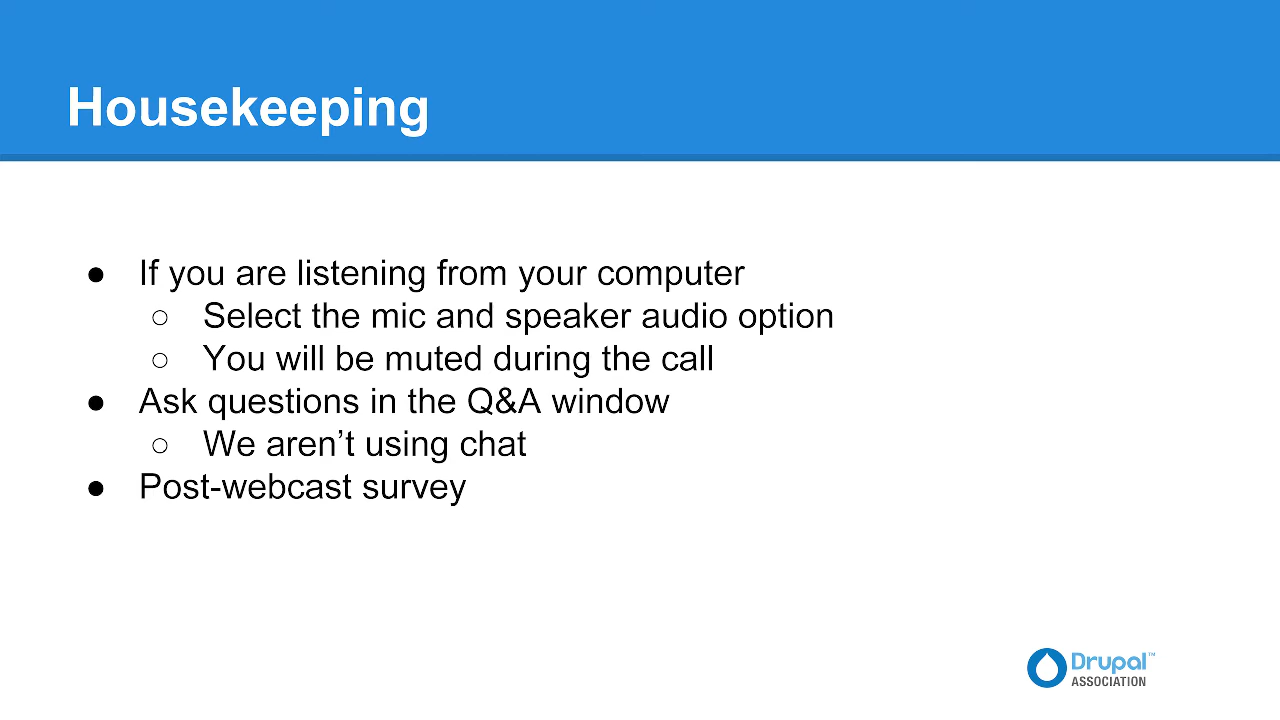 Housekeeping
● If you are listening from your computer
○ Select the mic and speaker audio option
○ You will be muted during the call
● Ask questions in the Q&A window
○ We aren’t using chat
● Post-webcast survey
Drupal™
ASSOCIATION